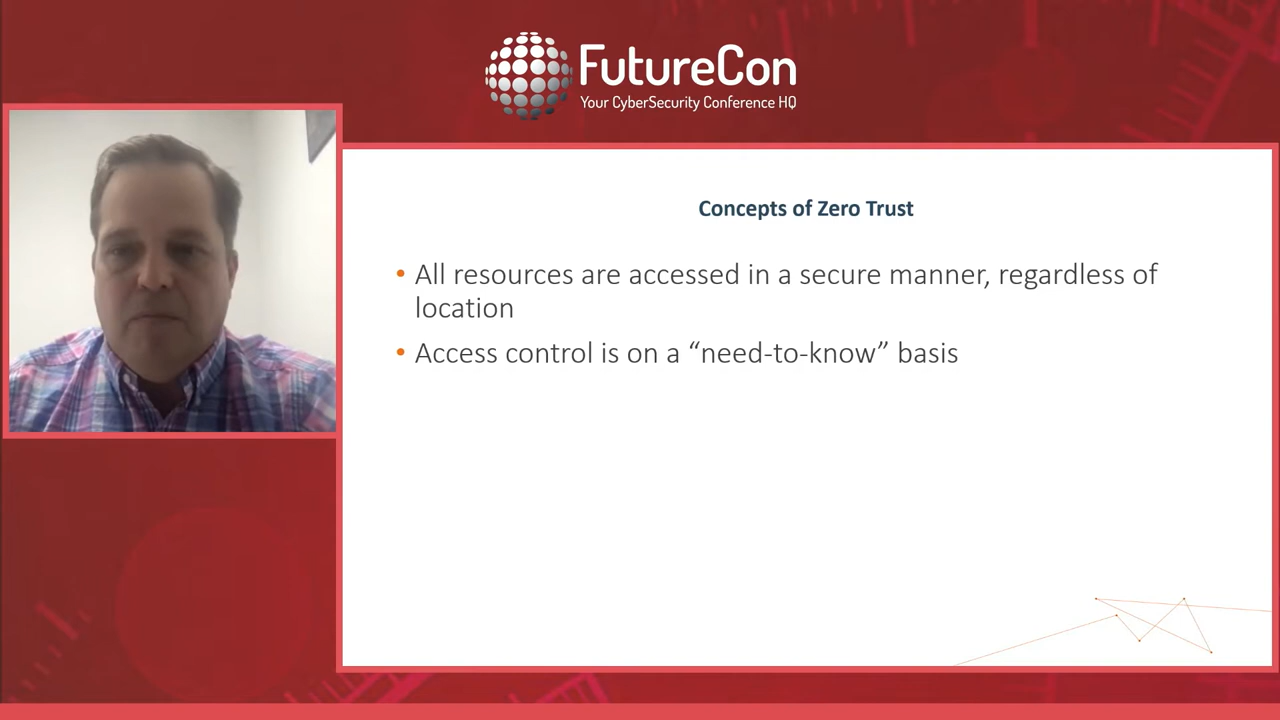 FutureCon
Your CyberSecurity Conference HQ
Concepts of Zero Trust
• All resources are accessed in a secure manner, regardless of
location
• Access control is on a “need-to-know” basis